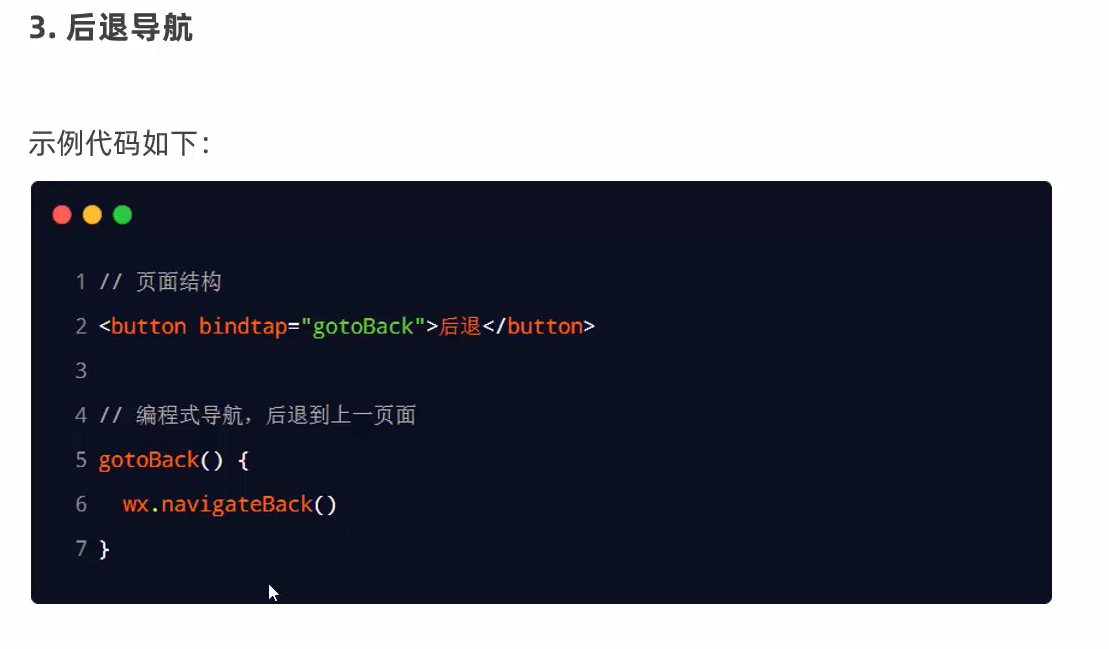 3. 后退导航
示例代码如下：
1 // 页面结构
2 <button bindtap="gotoBack">后退</button>
3
4 // 编程式导航，后退到上一页面
5 gotoBack() {
6   wx.navigateBack()
7 }